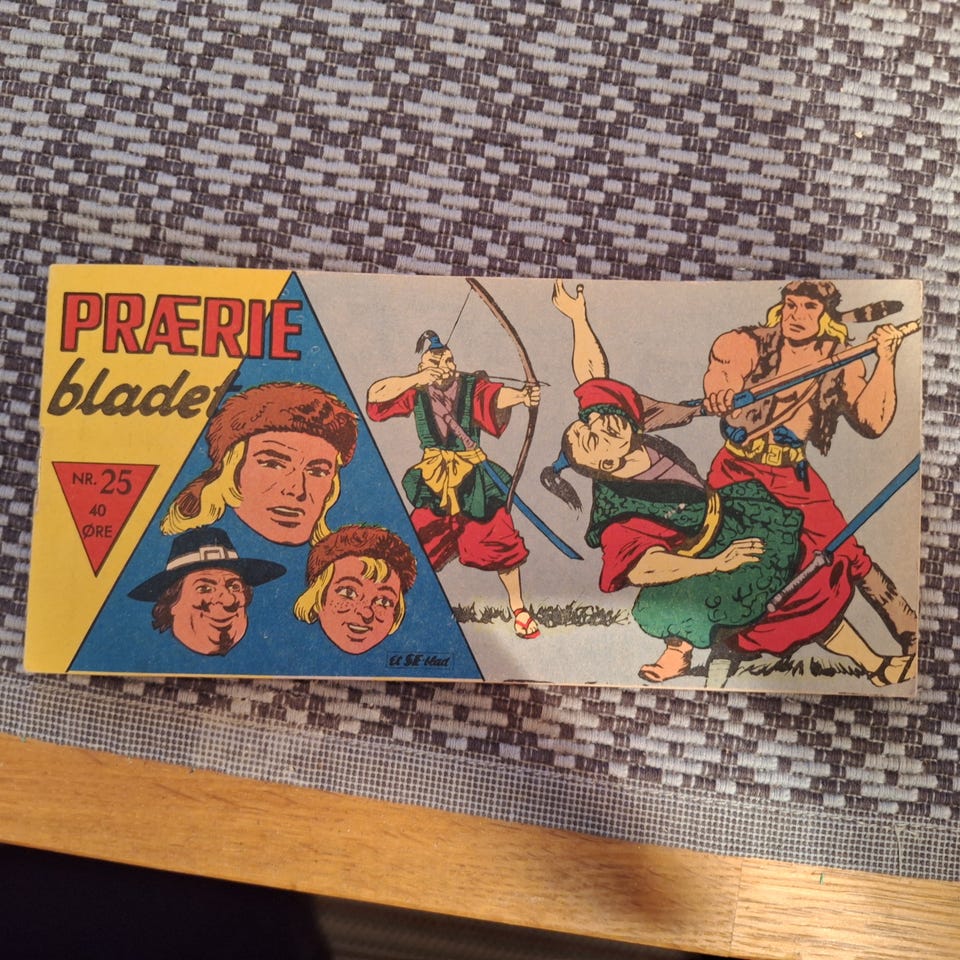 PRÆRIE
bladet
NR. 25
40
ØRE
Et SE-blad